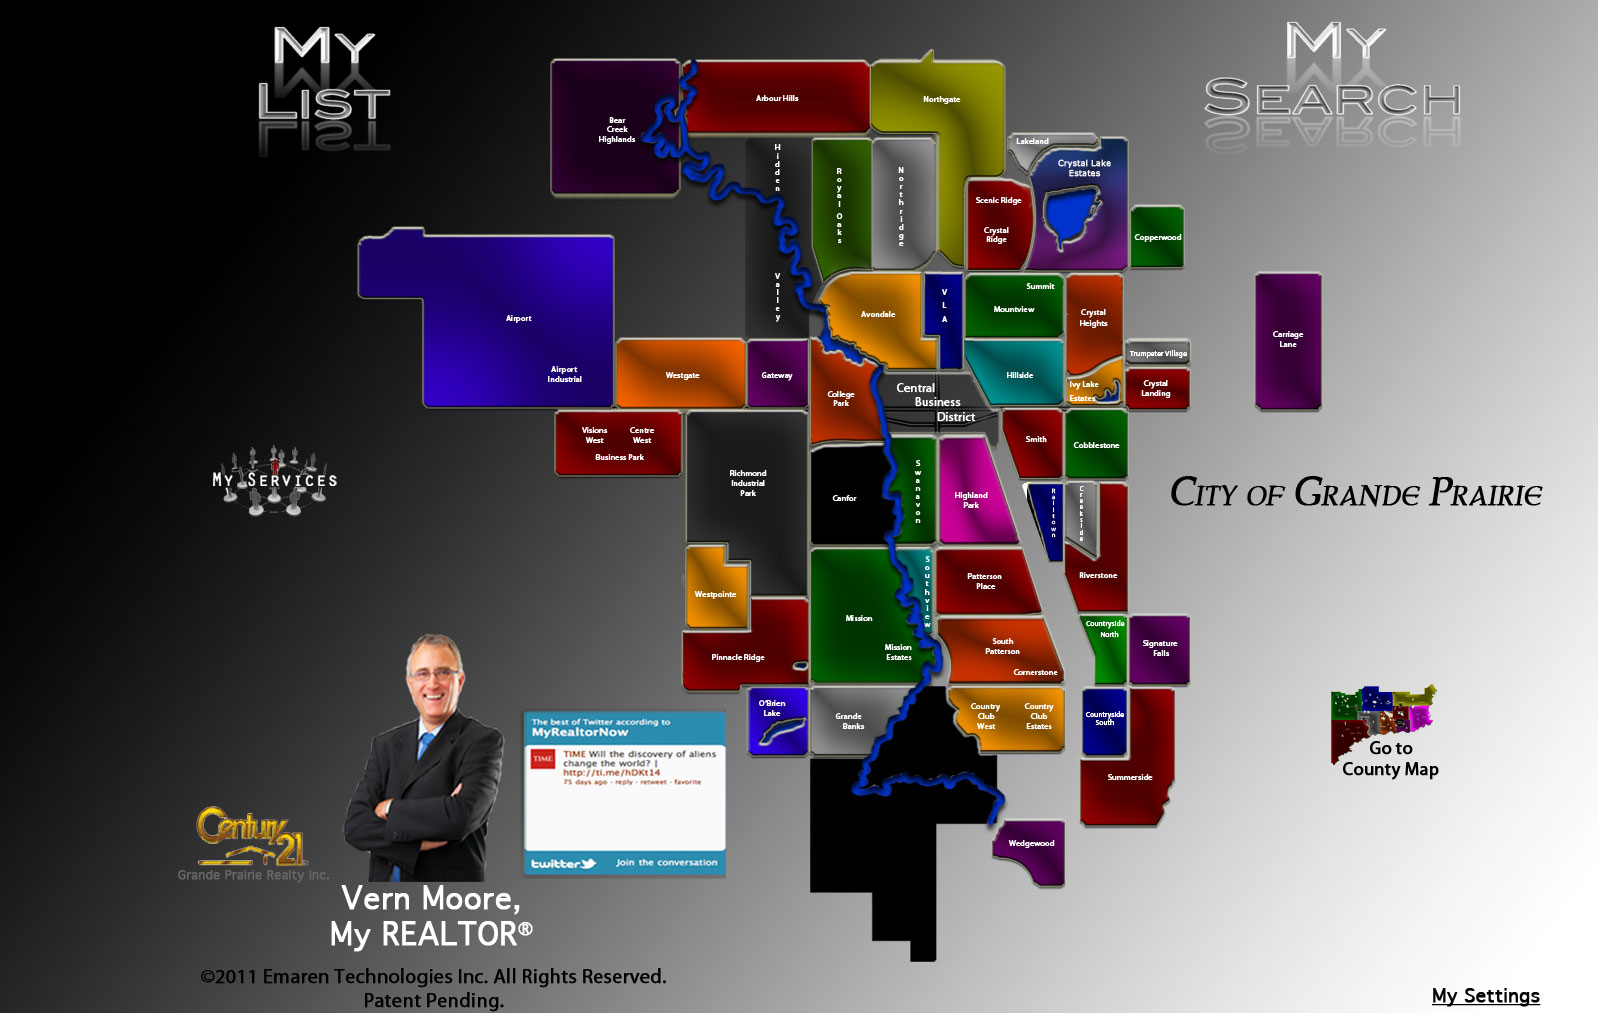 My
List
My
Search
Bear
Creek
Highlands
Arbour Hills
Northgate
Lakeland
Crystal Lake
Estates
Hidden
Valley
Royal Oaks
Northridge
Scenic Ridge
Crystal
Ridge
Copperwood
Airport
Airport
Industrial
Avondale
VLA
Summit
Mountview
Crystal
Heights
Carriage
Lane
Westgate
Gateway
College
Park
Hillside
Trumpeter Village
Ivy Lake
Estates
Crystal
Landing
Central
Business
District
Visions
West
Centre
West
Business Park
Richmond
Industrial
Park
Canfor
Swanavon
Highland
Park
Smith
Cobblestone
Railtown
Creekside
My Services
City of Grande Prairie
Westpointe
Mission
Mission
Estates
Southview
Patterson
Place
Riverstone
Pinnacle Ridge
South
Patterson
Cornerstone
Countryside
North
Signature
Falls
O'Brien
Lake
Grande
Banks
Country
Club
West
Country
Club
Estates
Countryside
South
Summerside
Wedgewood
Go to
County Map
The best of Twitter according to
MyRealtorNow
TIME
TIME Will the discovery of aliens
change the world? |
http://ti.me/hDKt14
75 days ago - reply - retweet - favorite
twitter
Join the conversation
Century
21
Grande Prairie Realty Inc.
Vern Moore,
My REALTOR®
©2011 Emaren Technologies Inc. All Rights Reserved.
Patent Pending.
My Settings